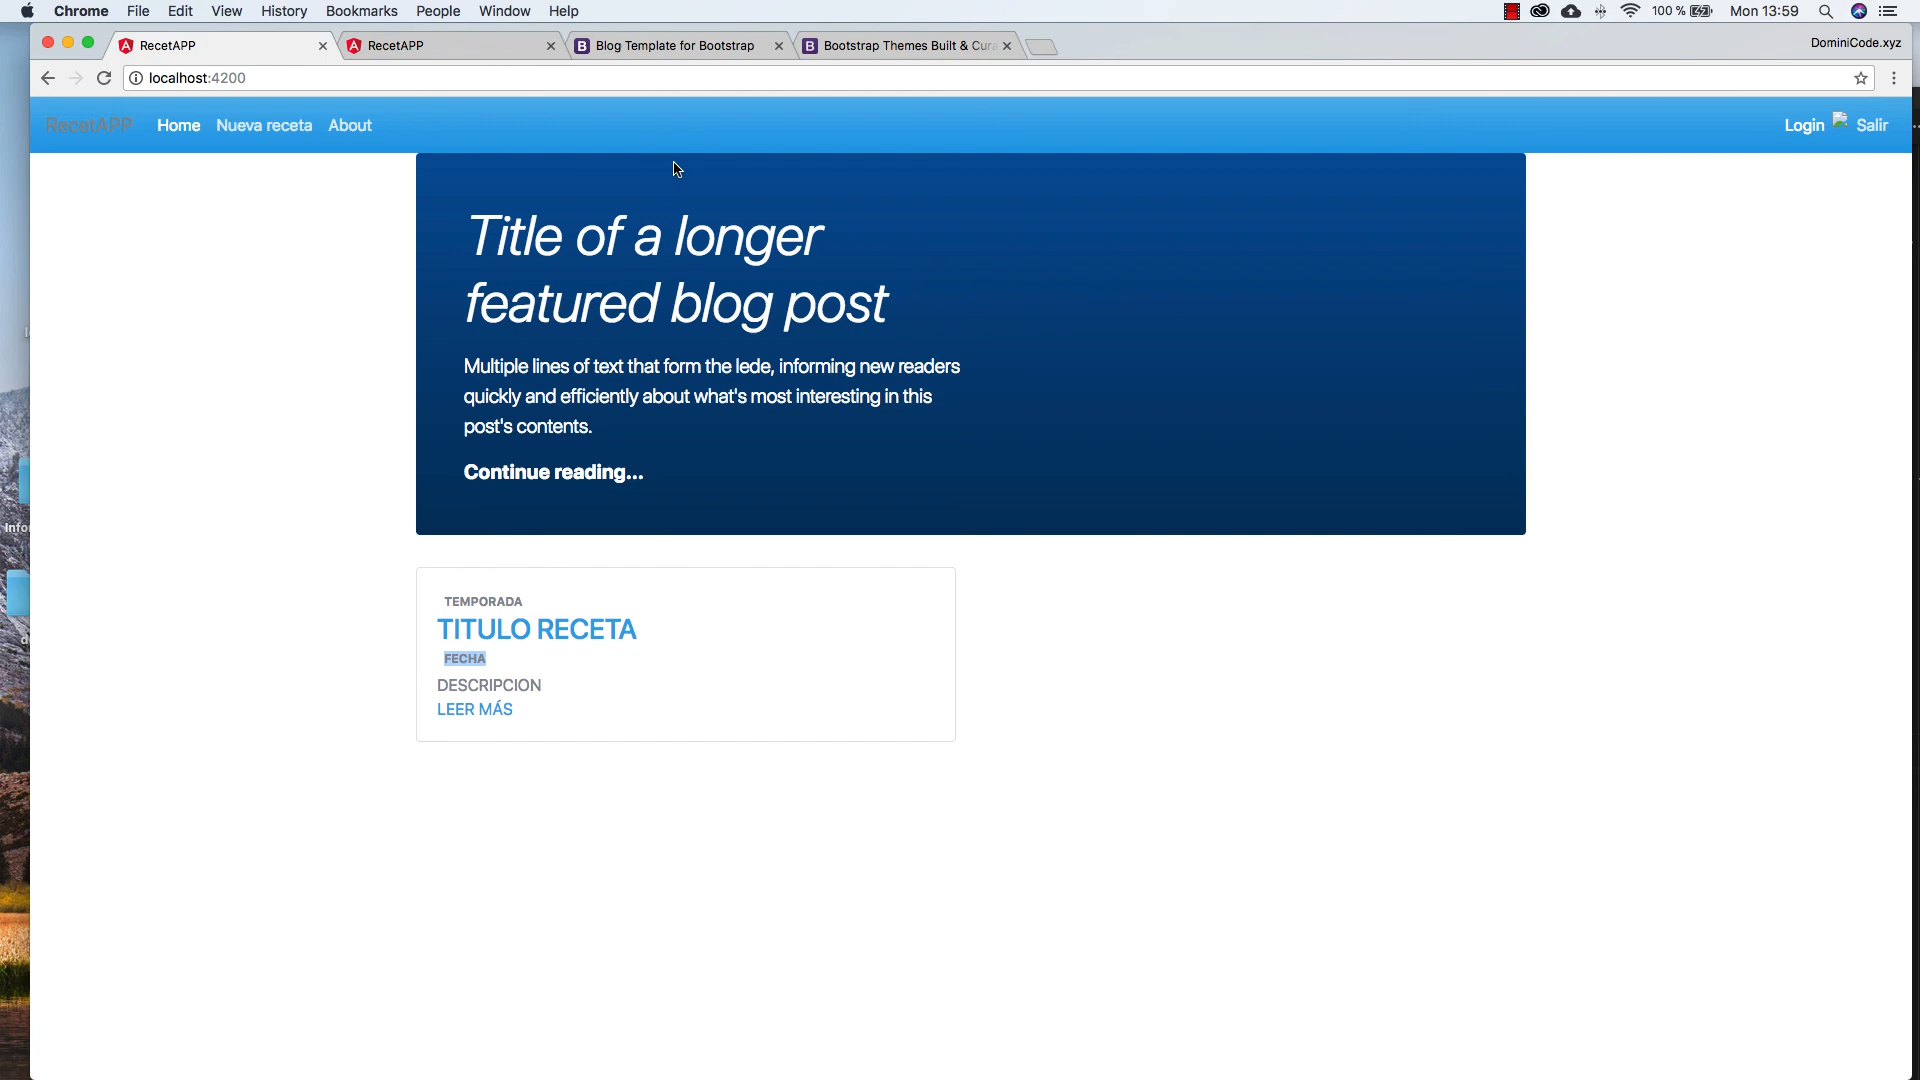 Chrome File Edit View History Bookmarks People Window Help 100 % Mon 13:59
RecetAPP RecetAPP Blog Template for Bootstrap Bootstrap Themes Built & Cura DominiCode.xyz
localhost:4200
RecetAPP Home Nueva receta About Login Salir
Title of a longer
featured blog post
Multiple lines of text that form the lede, informing new readers
quickly and efficiently about what's most interesting in this
post's contents.
Continue reading...
TEMPORADA
TITULO RECETA
FECHA
DESCRIPCION
LEER MÁS